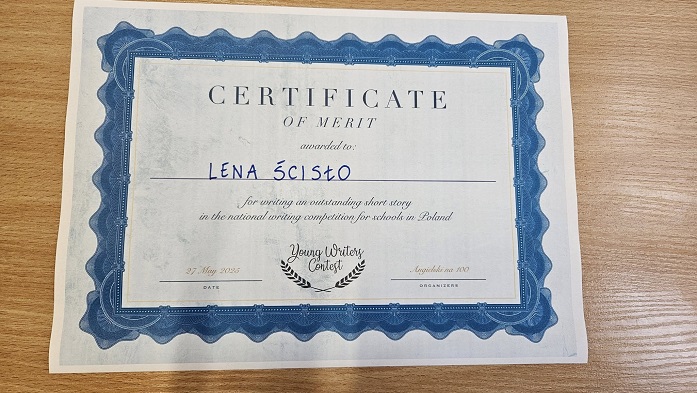 CERTIFICATE
OF MERIT
awarded to:
LENA ŚCISŁO
for writing an outstanding short story
in the national writing competition for schools in Poland
Young Writers
Contest
27 May 2025
Angielski na 100
DATE
ORGANIZERS